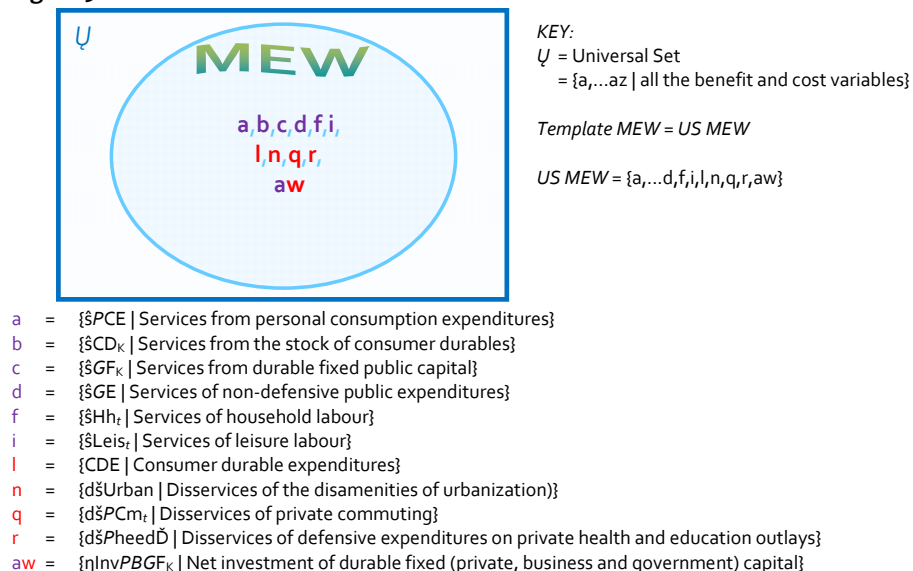 Ų
MEW
a,b,c,d,f,i,
l,n,q,r,
aw
KEY:
Ų = Universal Set
= {a,...az | all the benefit and cost variables}
Template MEW = US MEW
US MEW = {a,...d,f,i,l,n,q,r,aw}
a = {ŝPCE | Services from personal consumption expenditures}
b = {ŝCDK | Services from the stock of consumer durables}
c = {ŝGFK | Services from durable fixed public capital}
d = {ŝGE | Services of non-defensive public expenditures}
f = {ŝHht | Services of household labour}
i = {ŝLeist | Services of leisure labour}
l = {CDE | Consumer durable expenditures}
n = {dšUrban | Disservices of the disamenities of urbanization)}
q = {dšPCmt | Disservices of private commuting}
r = {dšPheedĎ | Disservices of defensive expenditures on private health and education outlays}
aw = {ηInvPBGFK | Net investment of durable fixed (private, business and government) capital}